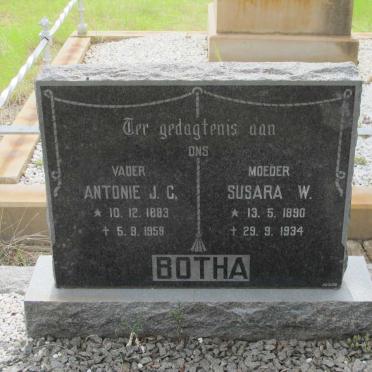 Ter gedagtenis aan
ONS
VADER
ANTONIE J. C.
* 10. 12. 1883
+ 5. 9. 1959
MOEDER
SUSARA W.
* 13. 5. 1890
+ 29. 9. 1934
BOTHA